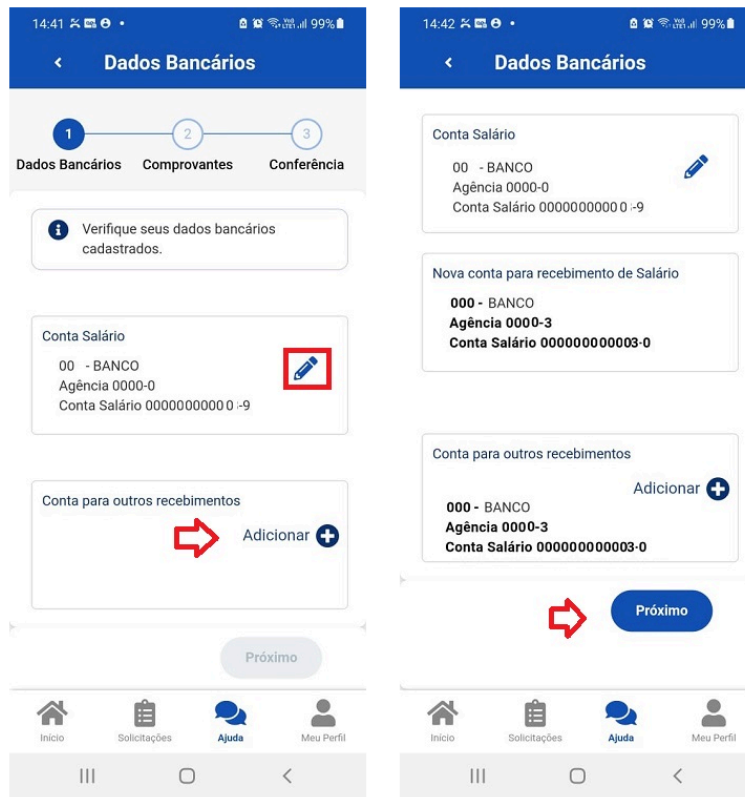 14:41
99%
Dados Bancários
1
2
3
Dados Bancários
Comprovantes
Conferência
Verifique seus dados bancários
cadastrados.
Conta Salário
00 - BANCO
Agência 0000-0
Conta Salário 0000000000 0 :-9
Conta para outros recebimentos
Adicionar
Próximo
Início
Solicitações
Ajuda
Meu Perfil
14:42
99%
Dados Bancários
Conta Salário
00 - BANCO
Agência 0000-0
Conta Salário 0000000000 0 :-9
Nova conta para recebimento de Salário
000 - BANCO
Agência 0000-3
Conta Salário 000000000003-0
Conta para outros recebimentos
Adicionar
000 - BANCO
Agência 0000-3
Conta Salário 000000000003-0
Próximo
Início
Solicitações
Ajuda
Meu Perfil